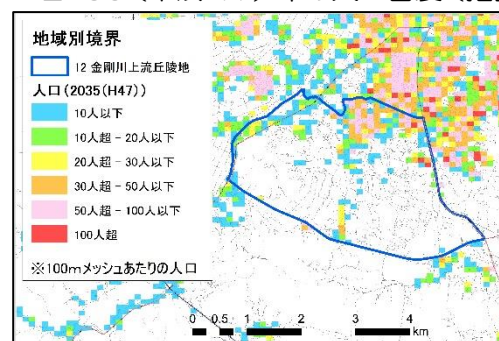 地域別境界
12 金剛川上流丘陵地
人口(2035(H47))
10人以下
10人超 - 20人以下
20人超 - 30人以下
30人超 - 50人以下
50人超 - 100人以下
100人超
※100mメッシュあたりの人口
0 0.5 1 2 3 4
km